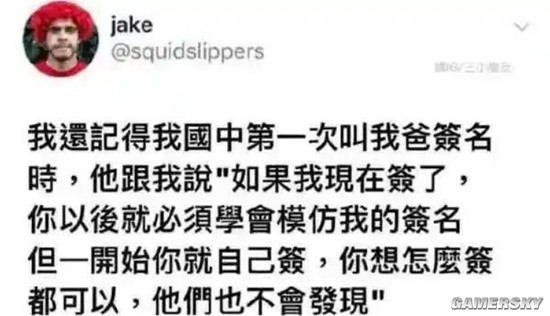 jake
@squidslippers
我還記得我國中第一次叫我爸簽名
時，他跟我說"如果我現在簽了，
你以後就必須學會模仿我的簽名
但一開始你就自己簽，你想怎麼簽
都可以，他們也不會發現"
GAMERSKY